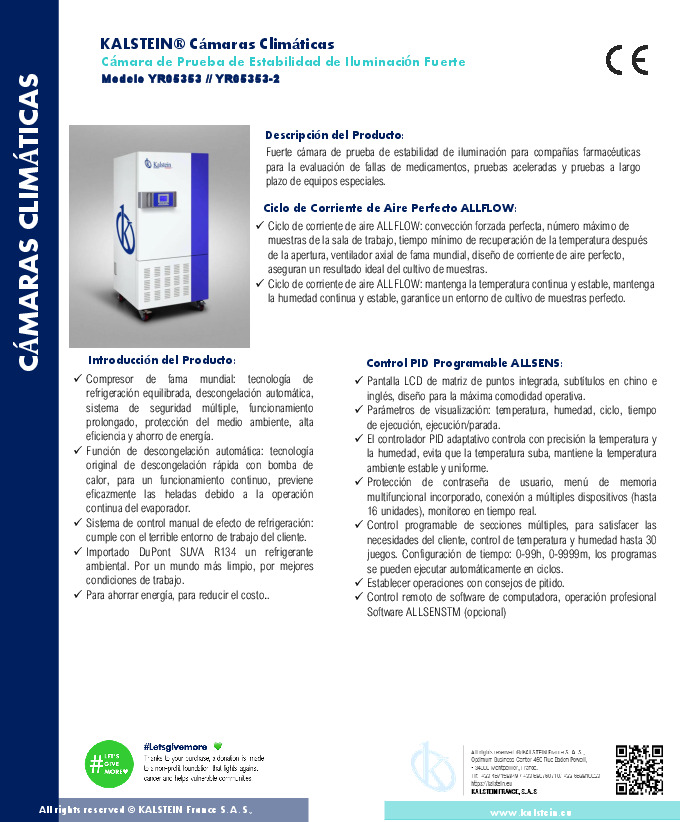 CÁMARAS CLIMÁTICAS
KALSTEIN® Cámaras Climáticas
Cámara de Prueba de Estabilidad de Iluminación Fuerte
Modelo YR05353 // YR05353-2
CE
Kalstein
Descripción del Producto:
Fuerte cámara de prueba de estabilidad de iluminación para compañías farmacéuticas
para la evaluación de fallas de medicamentos, pruebas aceleradas y pruebas a largo
plazo de equipos especiales.
Ciclo de Corriente de Aire Perfecto ALLFLOW:
✓ Ciclo de corriente de aire ALLFLOW: convección forzada perfecta, número máximo de
muestras de la sala de trabajo, tiempo mínimo de recuperación de la temperatura después
de la apertura, ventilador axial de fama mundial, diseño de corriente de aire perfecto,
aseguran un resultado ideal del cultivo de muestras.
✓ Ciclo de corriente de aire ALLFLOW: mantenga la temperatura continua y estable, mantenga
la humedad continua y estable, garantice un entorno de cultivo de muestras perfecto.
Introducción del Producto:
✓ Compresor de fama mundial: tecnología de
refrigeración equilibrada, descongelación automática,
sistema de seguridad múltiple, funcionamiento
prolongado, protección del medio ambiente, alta
eficiencia y ahorro de energía.
✓ Función de descongelación automática: tecnología
original de descongelación rápida con bomba de
calor, para un funcionamiento continuo, previene
eficazmente las heladas debido a la operación
continua del evaporador.
✓ Sistema de control manual de efecto de refrigeración:
cumple con el terrible entorno de trabajo del cliente.
✓ Importado DuPont SUVA R134 un refrigerante
ambiental. Por un mundo más limpio, por mejores
condiciones de trabajo.
✓ Para ahorrar energía, para reducir el costo..
Control PID Programable ALLSENS:
✓ Pantalla LCD de matriz de puntos integrada, subtítulos en chino e
inglés, diseño para la máxima comodidad operativa.
✓ Parámetros de visualización: temperatura, humedad, ciclo, tiempo
de ejecución, ejecución/parada.
✓ El controlador PID adaptativo controla con precisión la temperatura y
la humedad, evita que la temperatura suba, mantiene la temperatura
ambiente estable y uniforme.
✓ Protección de contraseña de usuario, menú de memoria
multifuncional incorporado, conexión a múltiples dispositivos (hasta
16 unidades), monitoreo en tiempo real.
✓ Control programable de secciones múltiples, para satisfacer las
necesidades del cliente, control de temperatura y humedad hasta 30
juegos. Configuración de tiempo: 0-99h, 0-9999m, los programas
se pueden ejecutar automáticamente en ciclos.
✓ Establecer operaciones con consejos de pitido.
✓ Control remoto de software de computadora, operación profesional
Software ALLSENSTM (opcional)
# LET'S
GIVE
MORE
#Letsgivemore
Thanks to your purchase, a donation is made
to a non-profit foundation that fights against
cancer and helps vulnerable communities
All rights reserved ® KALSTEIN France S. A. S.,
Optimum Business Center 450 Rue Baden Powell,
34000 Montpellier, France.
https://kalstein.eu
KALSTEIN FRANCE, S.A.S
All rights reserved © KALSTEIN France S.A.S.,
www.kalstein.eu